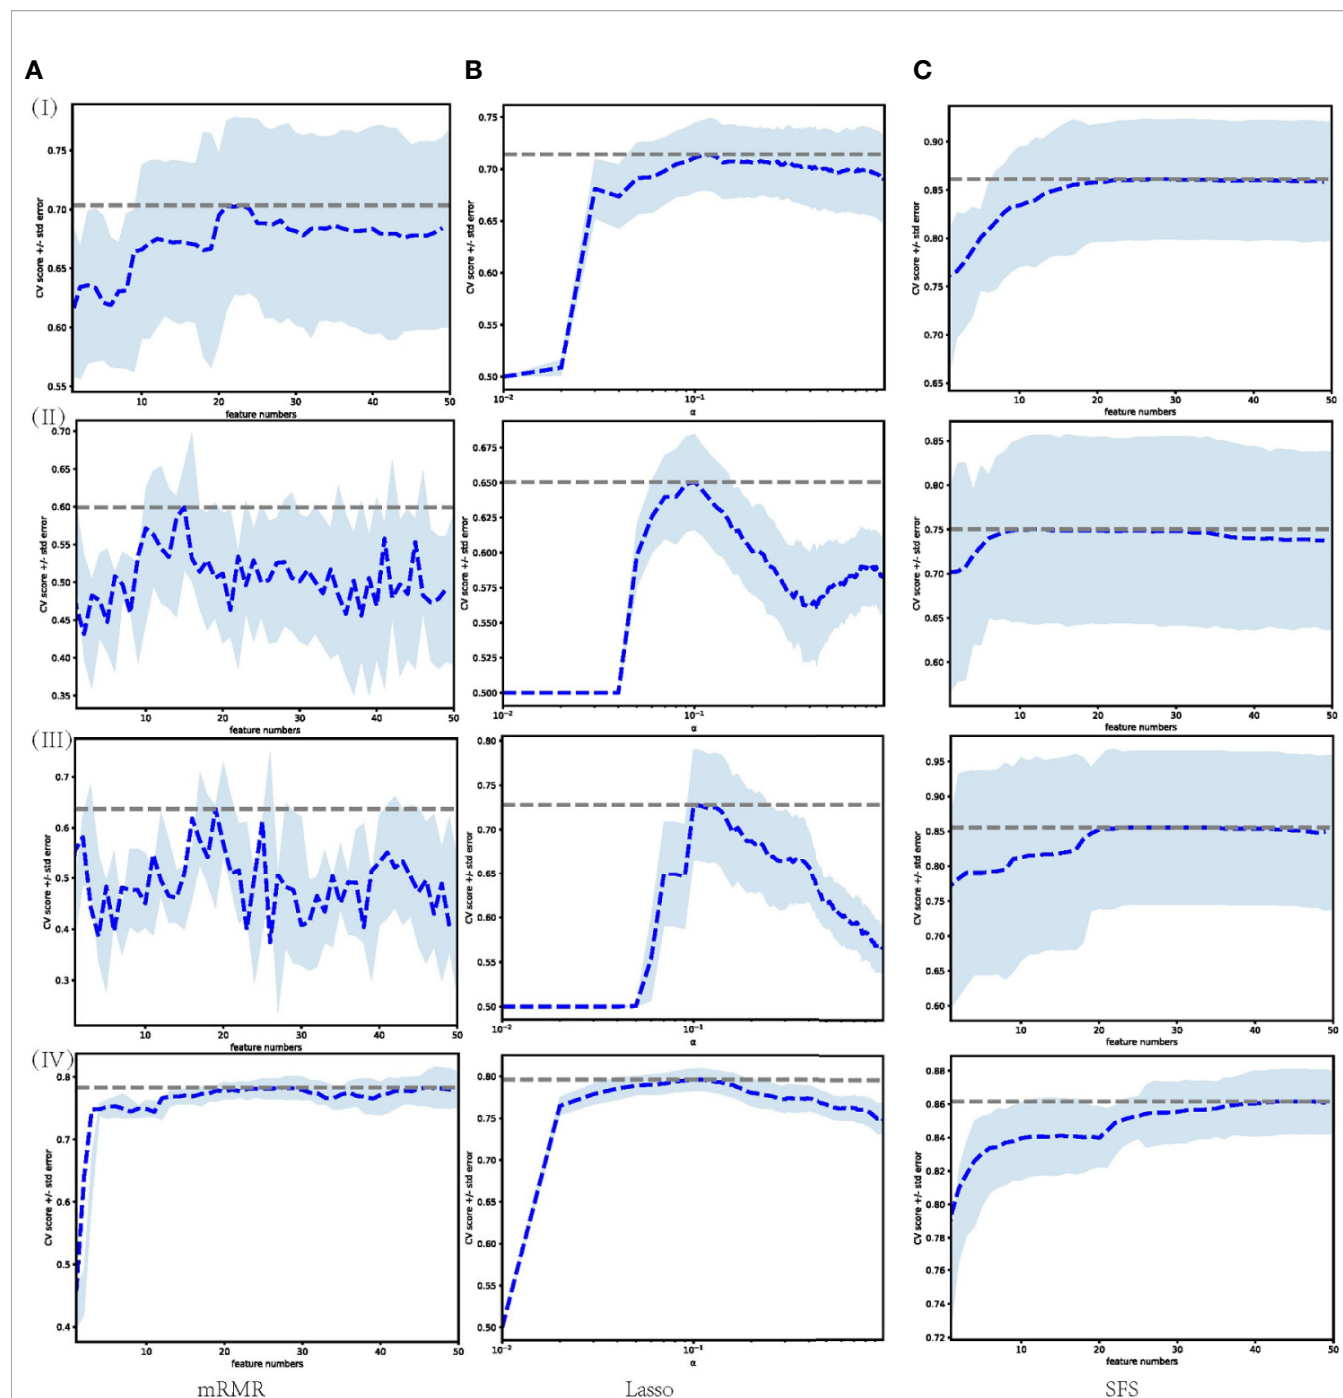 A B C
(I)
0.75
0.70
0.65
0.60
0.55
CV score +/- std error
10 20 30 40 50
feature numbers
0.75
0.70
0.65
0.60
0.55
0.50
CV score +/- std error
10⁻² 10⁻¹
α
0.90
0.85
0.80
0.75
0.70
0.65
CV score +/- std error
10 20 30 40 50
feature numbers
(II)
0.70
0.65
0.60
0.55
0.50
0.45
0.40
0.35
CV score +/- std error
10 20 30 40 50
feature numbers
0.675
0.650
0.625
0.600
0.575
0.550
0.525
0.500
CV score +/- std error
10⁻² 10⁻¹
α
0.85
0.80
0.75
0.70
0.65
0.60
CV score +/- std error
10 20 30 40 50
feature numbers
(III)
0.7
0.6
0.5
0.4
0.3
CV score +/- std error
10 20 30 40 50
feature numbers
0.80
0.75
0.70
0.65
0.60
0.55
0.50
CV score +/- std error
10⁻² 10⁻¹
α
0.95
0.90
0.85
0.80
0.75
0.70
0.65
0.60
CV score +/- std error
10 20 30 40 50
feature numbers
(IV)
0.8
0.7
0.6
0.5
0.4
CV score +/- std error
10 20 30 40 50
feature numbers
0.80
0.75
0.70
0.65
0.60
0.55
0.50
CV score +/- std error
10⁻² 10⁻¹
α
0.88
0.86
0.84
0.82
0.80
0.78
0.76
0.74
0.72
CV score +/- std error
10 20 30 40 50
feature numbers
mRMR Lasso SFS